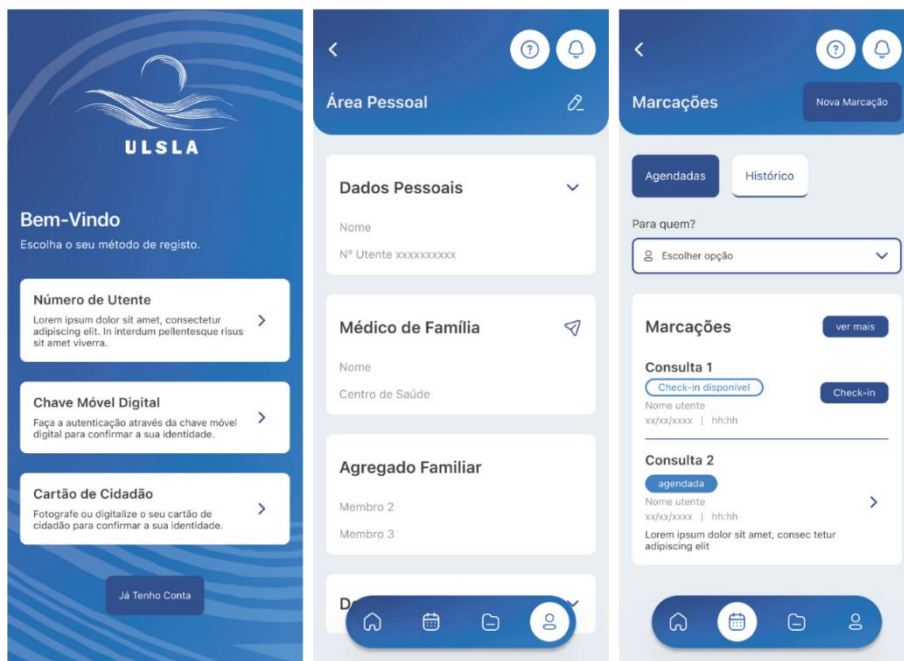 ULSLA
Bem-Vindo
Escolha o seu método de registo.
Número de Utente
Lorem ipsum dolor sit amet, consectetur
adipiscing elit. In interdum pellentesque risus
sit amet viverra.
Chave Móvel Digital
Faça a autenticação através da chave móvel
digital para confirmar a sua identidade.
Cartão de Cidadão
Fotografe ou digitalize o seu cartão de
cidadão para confirmar a sua identidade.
Já Tenho Conta
Área Pessoal
Dados Pessoais
Nome
Nº Utente xxxxxxxxxx
Médico de Família
Nome
Centro de Saúde
Agregado Familiar
Membro 2
Membro 3
Marcações
Nova Marcação
Agendadas
Histórico
Para quem?
Escolher opção
Marcações
ver mais
Consulta 1
Check-in disponível
Check-in
Nome utente
xx/xx/xxxx | hh:hh
Consulta 2
agendada
Nome utente
xx/xx/xxxx | hh:hh
Lorem ipsum dolor sit amet, consec tetur
adipiscing elit